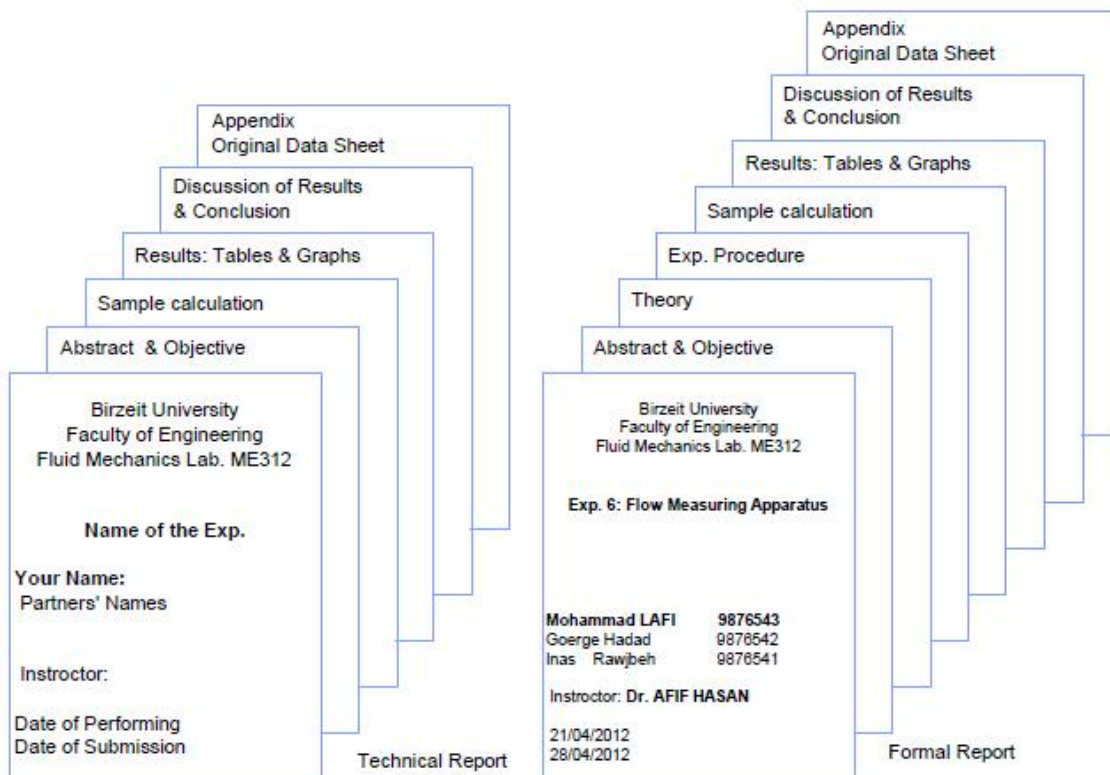 Appendix
Original Data Sheet
Discussion of Results
& Conclusion
Results: Tables & Graphs
Sample calculation
Abstract & Objective
Birzeit University
Faculty of Engineering
Fluid Mechanics Lab. ME312
Name of the Exp.
Your Name:
Partners' Names
Instructor:
Date of Performing
Date of Submission
Technical Report
Appendix
Original Data Sheet
Discussion of Results
& Conclusion
Results: Tables & Graphs
Sample calculation
Exp. Procedure
Theory
Abstract & Objective
Birzeit University
Faculty of Engineering
Fluid Mechanics Lab. ME312
Exp. 6: Flow Measuring Apparatus
Mohammad LAFI 9876543
Goerge Hadad 9876542
Inas Rawjbeh 9876541
Instructor: Dr. AFIF HASAN
21/04/2012
28/04/2012
Formal Report